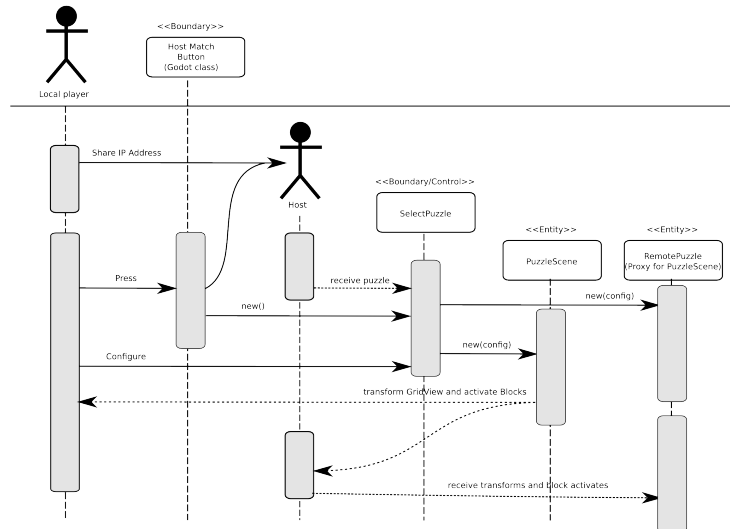 <<Boundary>>
Host Match
Button
(Godot class)
Local player
Share IP Address
Host
<<Boundary/Control>>
SelectPuzzle
<<Entity>>
<<Entity>>
PuzzleScene
RemotePuzzle
(Proxy for PuzzleScene)
Press
receive puzzle
new(config)
new()
new(config)
Configure
transform GridView and activate Blocks
receive transforms and block activates